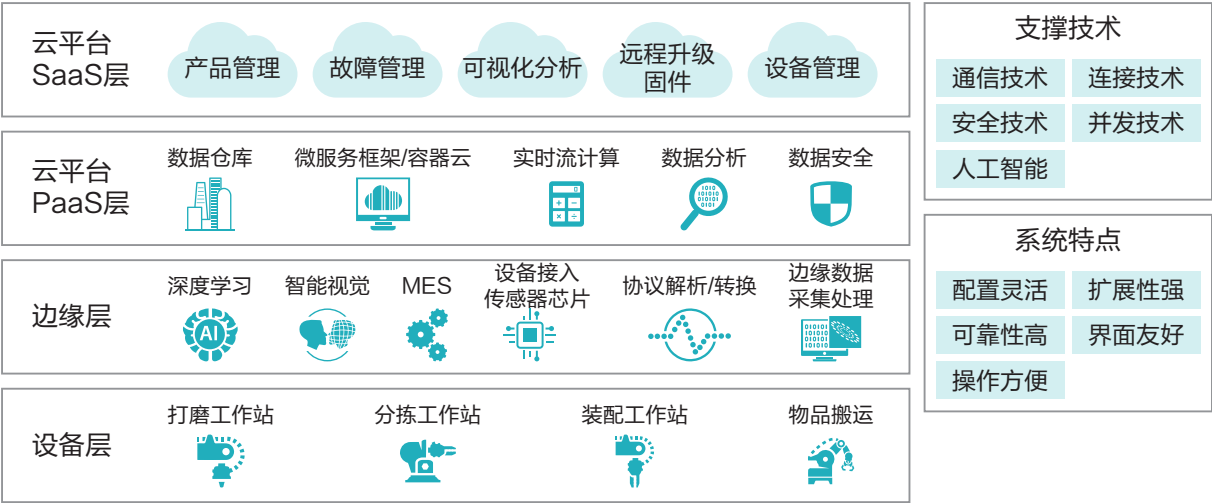 云平台
SaaS层
产品管理
故障管理
可视化分析
远程升级
固件
设备管理
云平台
PaaS层
数据仓库
微服务框架/容器云
实时流计算
数据分析
数据安全
边缘层
深度学习
智能视觉
MES
设备接入
传感器芯片
协议解析/转换
边缘数据
采集处理
AI
设备层
打磨工作站
分拣工作站
装配工作站
物品搬运
支撑技术
通信技术
连接技术
安全技术
并发技术
人工智能
系统特点
配置灵活
扩展性强
可靠性高
界面友好
操作方便